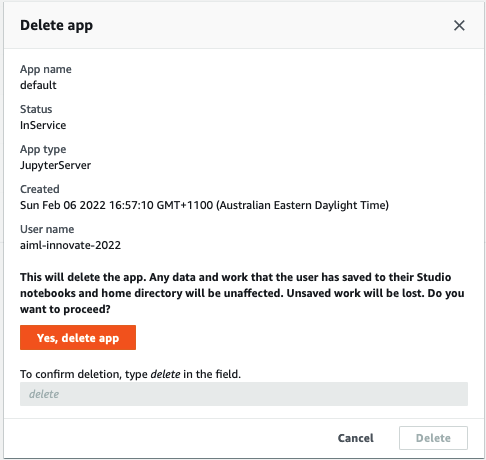 Delete app
App name
default
Status
InService
App type
JupyterServer
Created
Sun Feb 06 2022 16:57:10 GMT+1100 (Australian Eastern Daylight Time)
User name
aiml-innovate-2022
This will delete the app. Any data and work that the user has saved to their Studio
notebooks and home directory will be unaffected. Unsaved work will be lost. Do you
want to proceed?
Yes, delete app
To confirm deletion, type delete in the field.
delete
Cancel
Delete